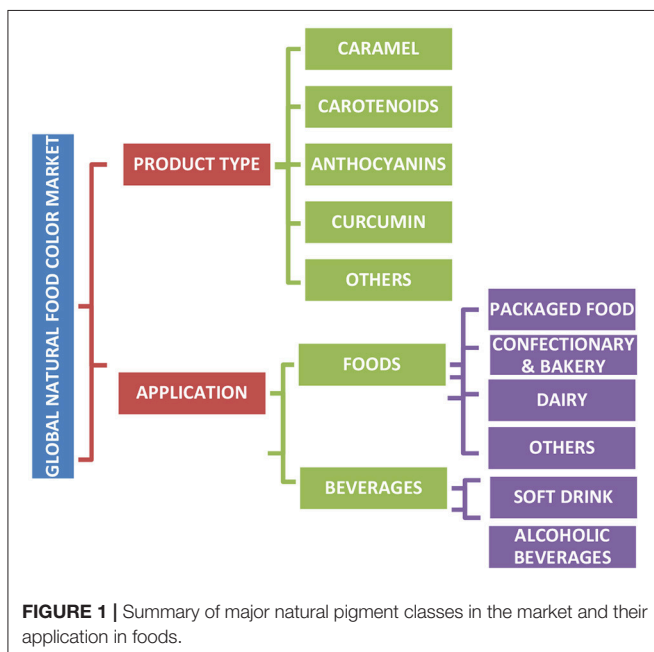 GLOBAL NATURAL FOOD COLOR MARKET
PRODUCT TYPE
CARAMEL
CAROTENOIDS
ANTHOCYANINS
CURCUMIN
OTHERS
APPLICATION
FOODS
PACKAGED FOOD
CONFECTIONARY
& BAKERY
DAIRY
OTHERS
BEVERAGES
SOFT DRINK
ALCOHOLIC
BEVERAGES
FIGURE 1 | Summary of major natural pigment classes in the market and their
application in foods.